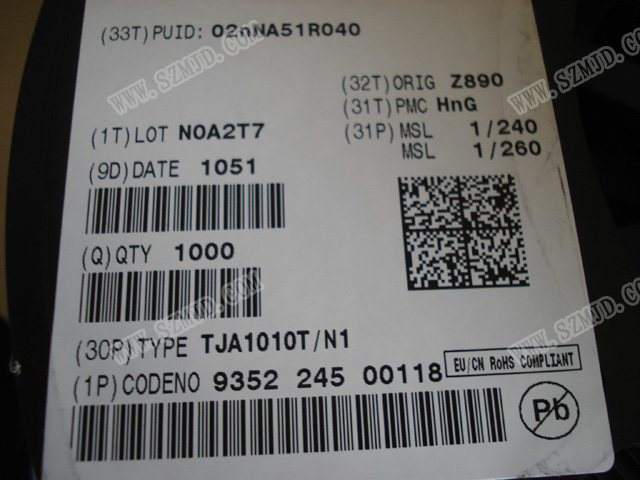 (33T)PUID: 02nNA51R040
(32T)ORIG Z890
(31T)PMC HnG
(1T)LOT N0A2T7
(31P) MSL 1/240
MSL 1/260
(9D)DATE 1051
(Q)QTY 1000
(30P)TYPE TJA1010T/N1
(1P)CODENO 9352 245 00118
EU/CN RoHS COMPLIANT
Pb
WWW.SZMJD.COM
WWW.SZMJD.COM
WWW.SZMJD.COM
WWW.SZMJD.COM